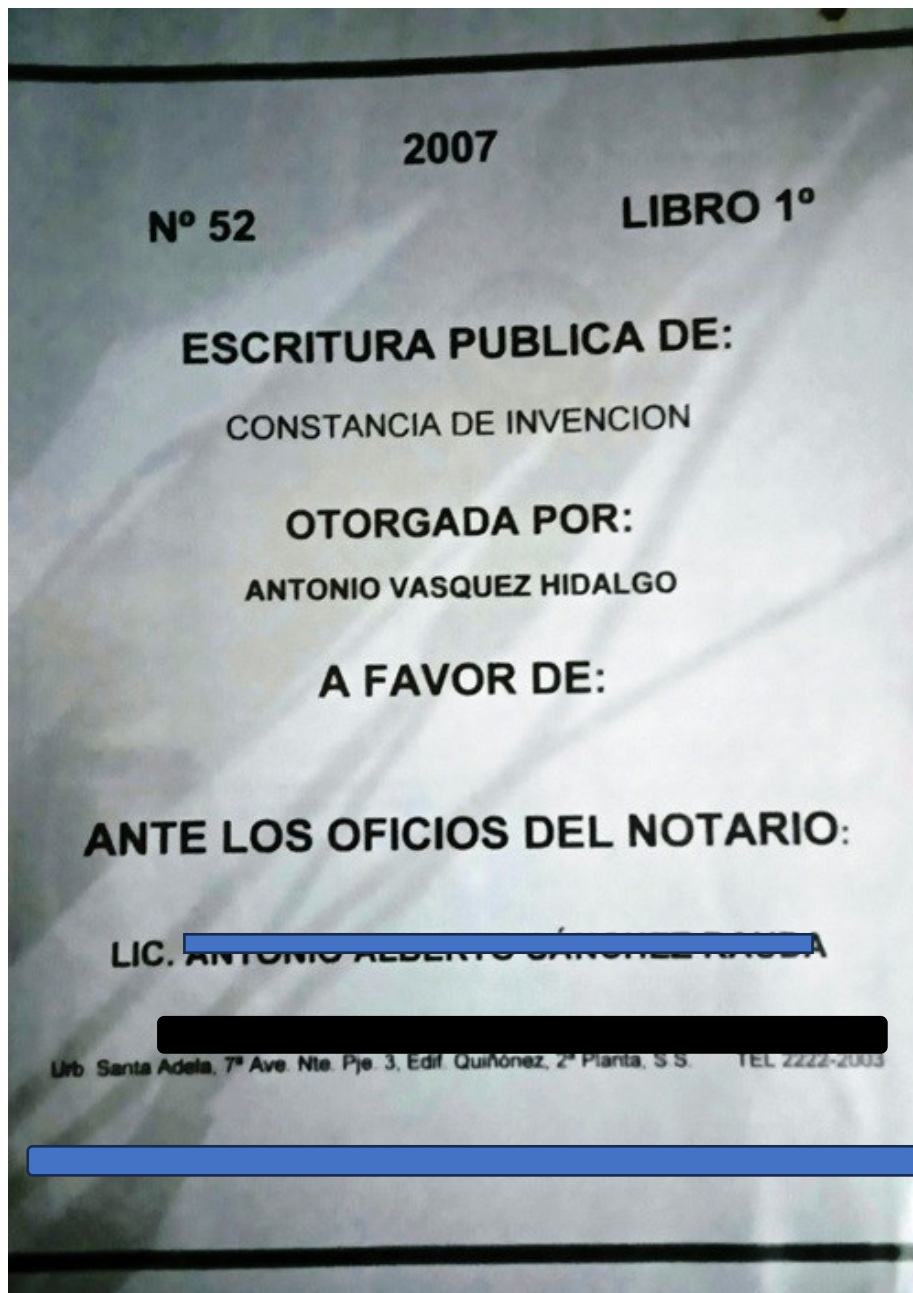 2007
Nº 52 LIBRO 1º
ESCRITURA PUBLICA DE:
CONSTANCIA DE INVENCION
OTORGADA POR:
ANTONIO VASQUEZ HIDALGO
A FAVOR DE:
ANTE LOS OFICIOS DEL NOTARIO:
LIC.
Urb. Santa Adela, 7ª Ave. Nte. Pje. 3, Edif. Quiñónez, 2ª Planta, S.S. TEL 2222-2003